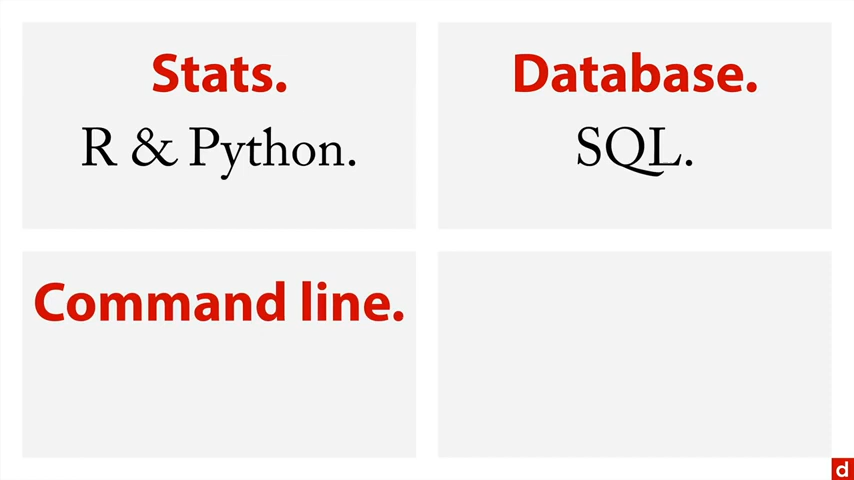 Stats.
R & Python.
Database.
SQL.
Command line.
d